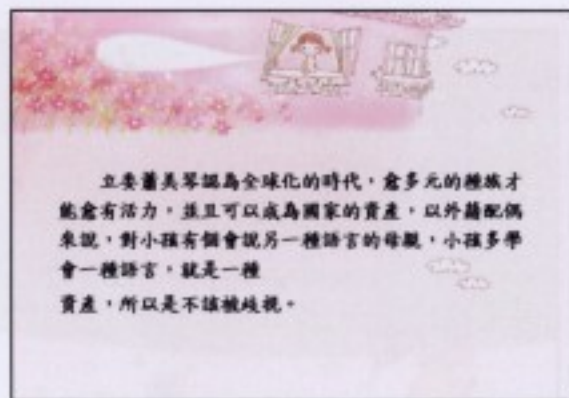 立委蕭美琴認為全球化的時代，愈多元的種族才
能愈有活力，並且可以成為國家的資產，以外藉配偶
來說，對小孩有個會說另一種語言的母親，小孩多學
會一種語言，就是一種
資產，所以是不該被歧視。